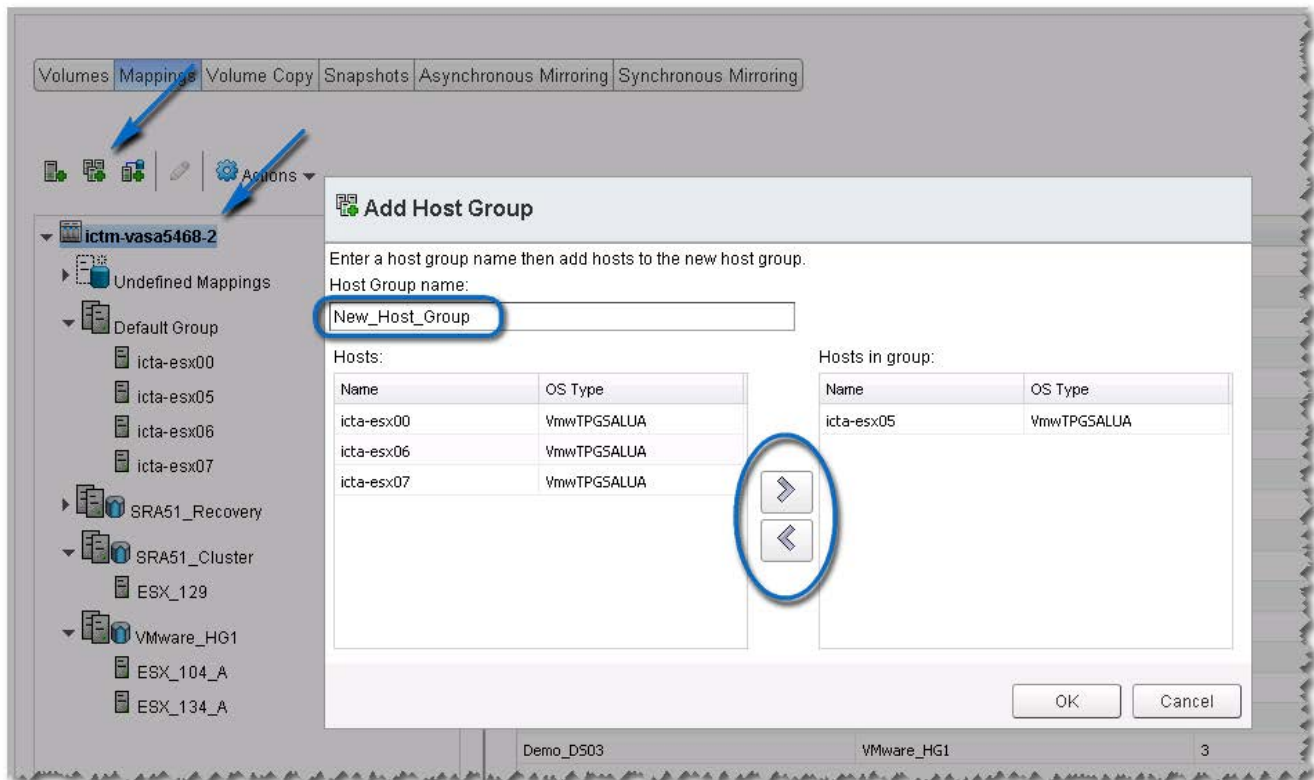 Volumes Mappings Volume Copy Snapshots Asynchronous Mirroring Synchronous Mirroring
Actions
ictm-vasa5468-2
Undefined Mappings
Default Group
icta-esx00
icta-esx05
icta-esx06
icta-esx07
SRA51_Recovery
SRA51_Cluster
ESX_129
VMware_HG1
ESX_104_A
ESX_134_A
Add Host Group
Enter a host group name then add hosts to the new host group.
Host Group name:
New_Host_Group
Hosts:
Name OS Type
icta-esx00 VmwTPGSALUA
icta-esx06 VmwTPGSALUA
icta-esx07 VmwTPGSALUA
Hosts in group:
Name OS Type
icta-esx05 VmwTPGSALUA
OK Cancel
Demo_DS03 VMware_HG1 3